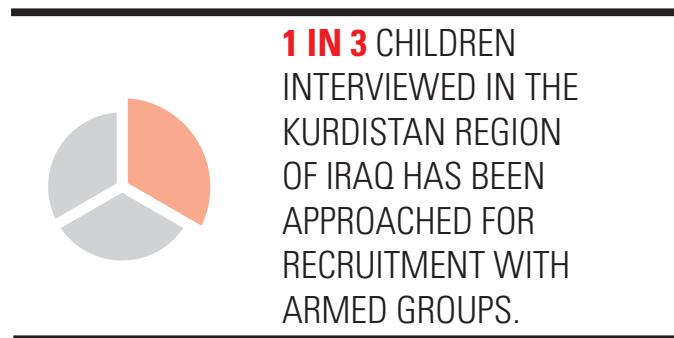 1 IN 3 CHILDREN
INTERVIEWED IN THE
KURDISTAN REGION
OF IRAQ HAS BEEN
APPROACHED FOR
RECRUITMENT WITH
ARMED GROUPS.